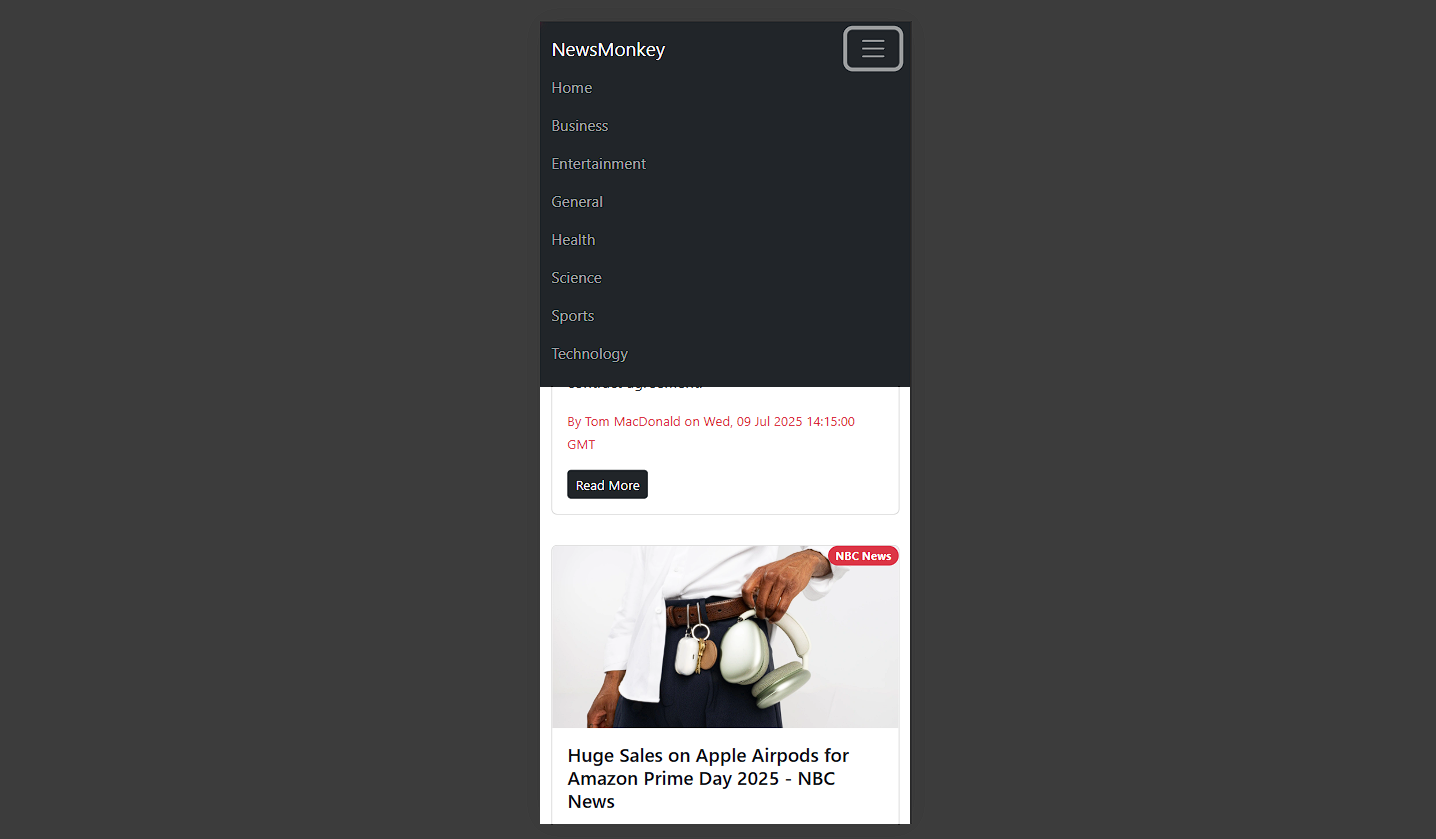 NewsMonkey
Home
Business
Entertainment
General
Health
Science
Sports
Technology
By Tom MacDonald on Wed, 09 Jul 2025 14:15:00
GMT
Read More
NBC News
Huge Sales on Apple Airpods for
Amazon Prime Day 2025 - NBC
News